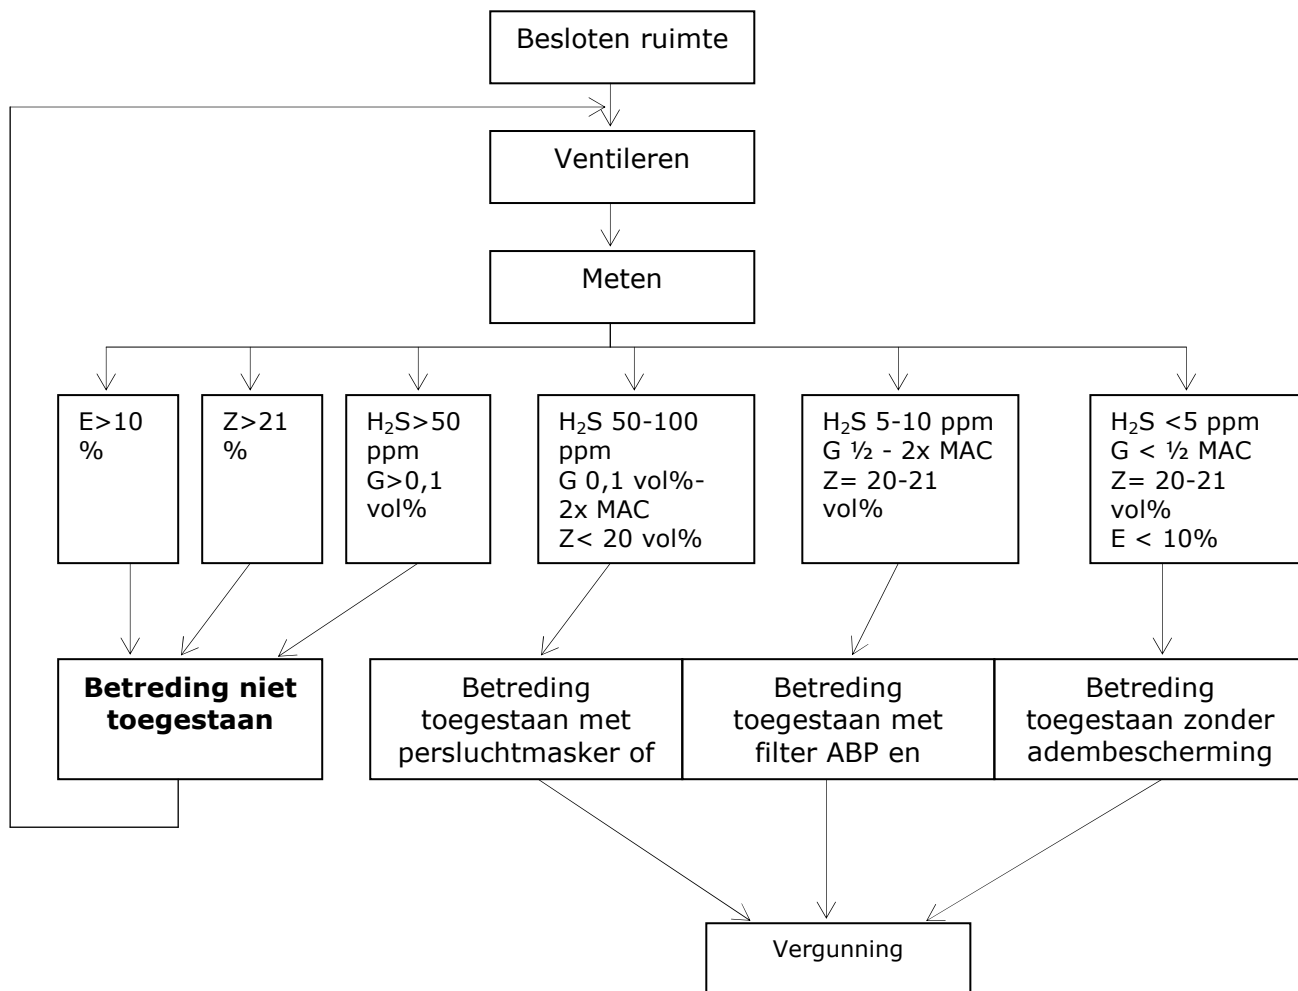 Besloten ruimte
Ventileren
Meten
E>10
%
Z>21
%
H₂S>50
ppm
G>0,1
vol%
H₂S 50-100
ppm
G 0,1 vol%-
2x MAC
Z< 20 vol%
H₂S 5-10 ppm
G ½ - 2x MAC
Z= 20-21
vol%
H₂S <5 ppm
G < ½ MAC
Z= 20-21
vol%
E < 10%
Betreding niet
toegestaan
Betreding
toegestaan met
persluchtmasker of
Betreding
toegestaan met
filter ABP en
Betreding
toegestaan zonder
adembescherming
Vergunning